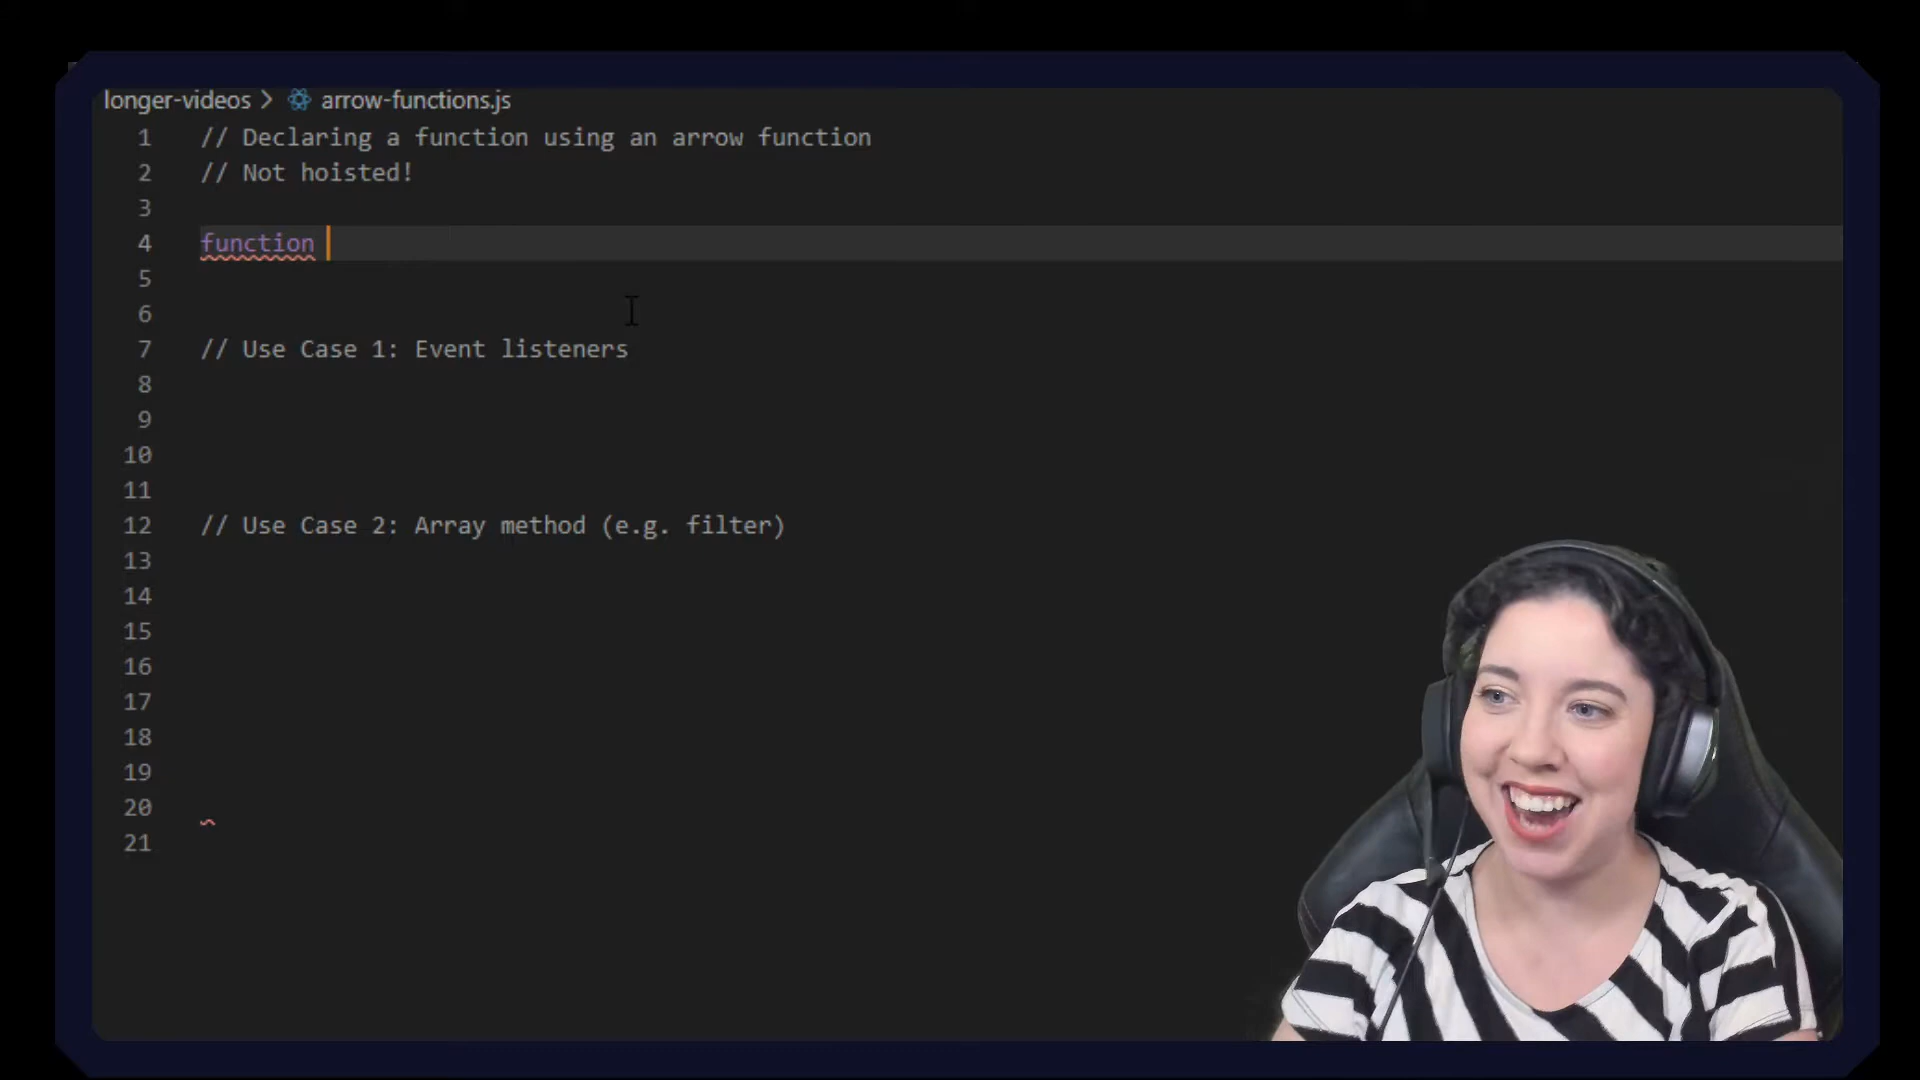 longer-videos > arrow-functions.js
1 // Declaring a function using an arrow function
2 // Not hoisted!
3
4 function
5
6
7 // Use Case 1: Event listeners
8
9
10
11
12 // Use Case 2: Array method (e.g. filter)
13
14
15
16
17
18
19
20
21